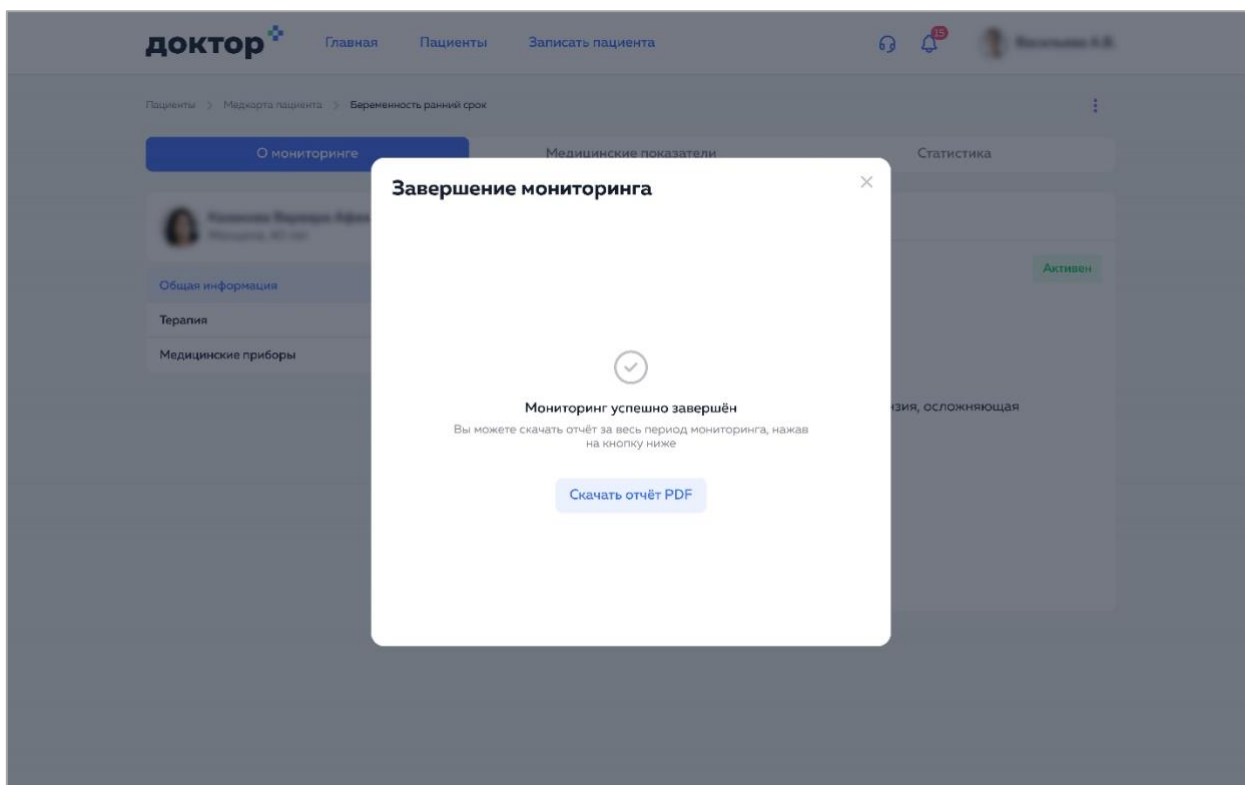 доктор
Главная
Пациенты
Записать пациента
15
Пациенты > Медкарта пациента > Беременность ранний срок
О мониторинге
Медицинские показатели
Статистика
Завершение мониторинга
Общая информация
Терапия
Медицинские приборы
Активен
зия, осложняющая
Мониторинг успешно завершён
Вы можете скачать отчёт за весь период мониторинга, нажав
на кнопку ниже
Скачать отчёт PDF